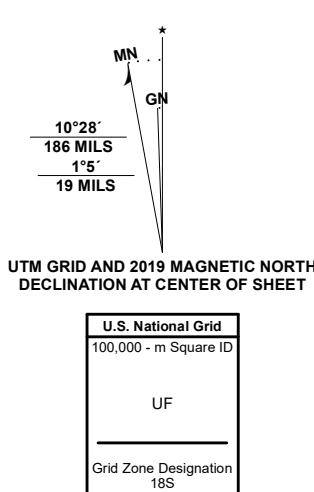 ★
MN
GN
10°28´
186 MILS
1°5´
19 MILS
UTM GRID AND 2019 MAGNETIC NORTH
DECLINATION AT CENTER OF SHEET
U.S. National Grid
100,000 - m Square ID
UF
Grid Zone Designation
18S